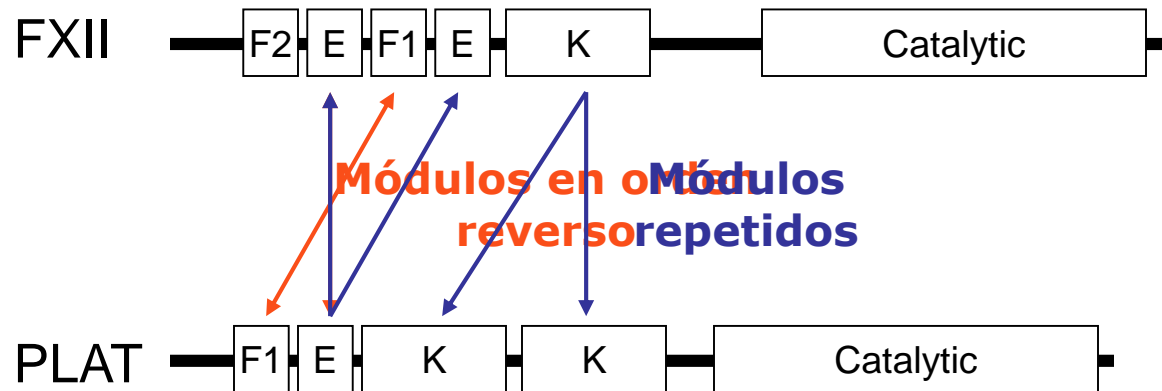 FXII F2 E F1 E K Catalytic
Módulos en orden
reverso
Módulos
repetidos
PLAT F1 E K K Catalytic